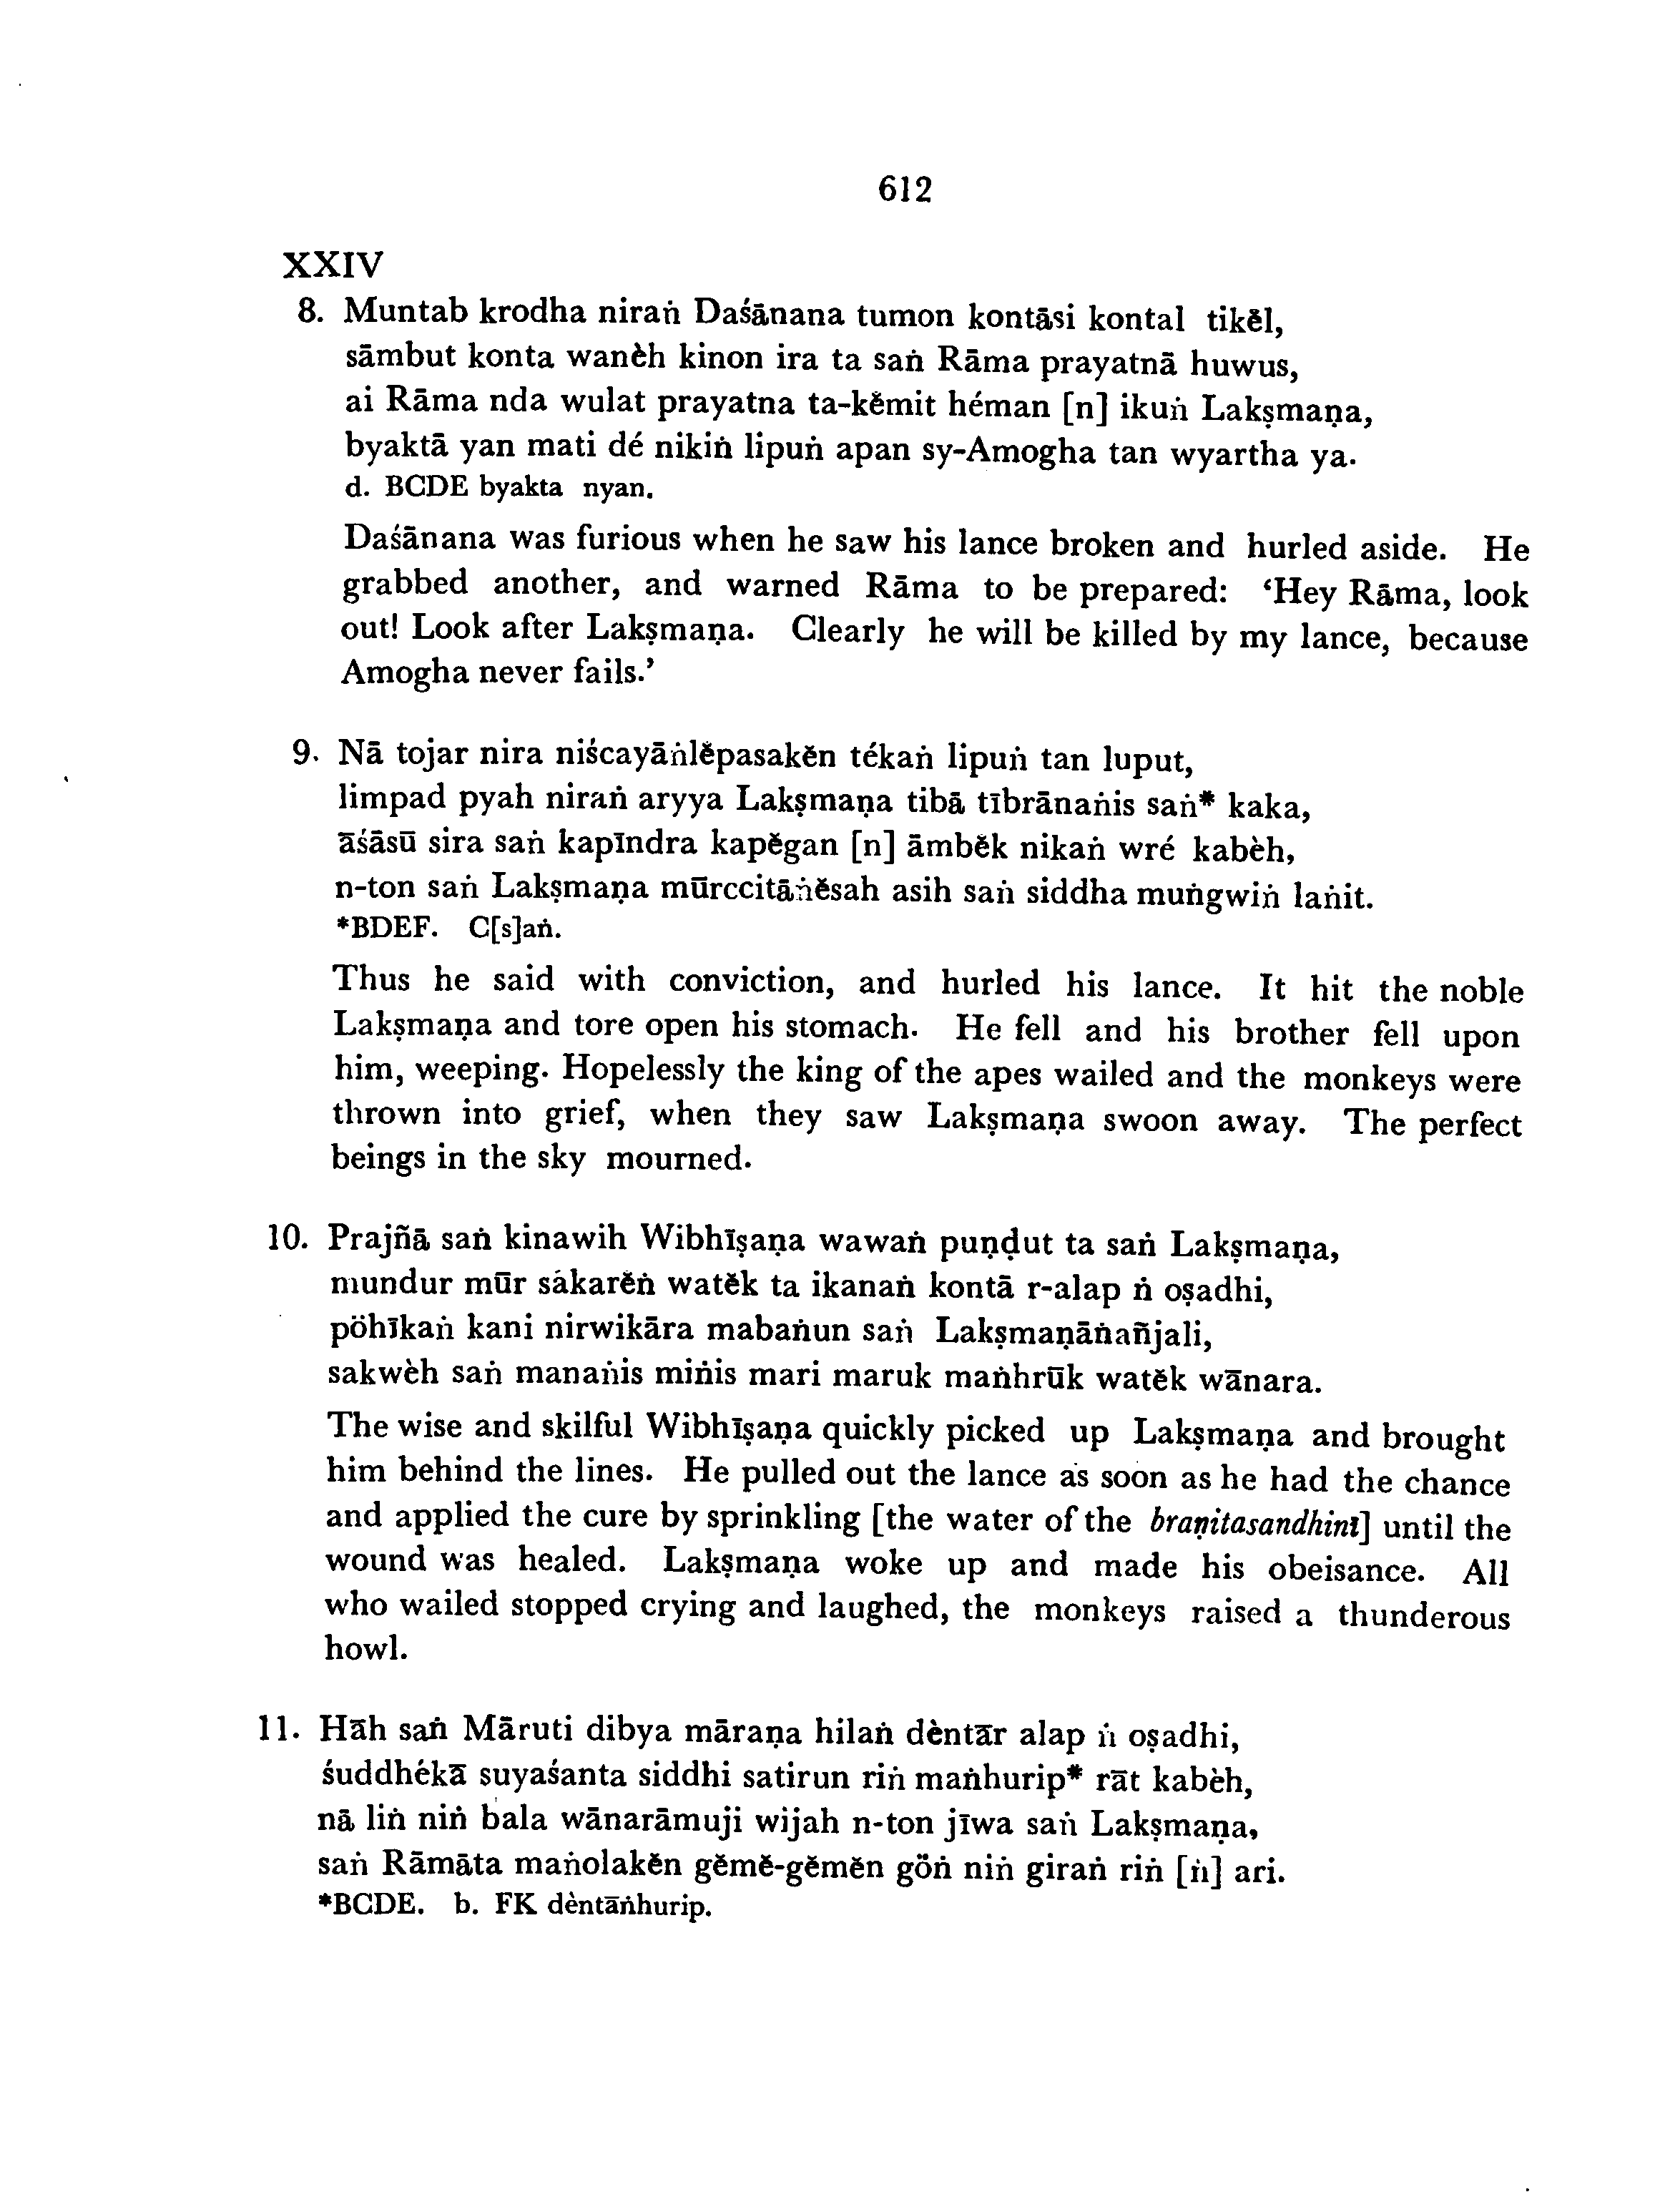 612
XXIV
8. Muntab krodha niraṅ Daśānana tumon kontāsi kontal tikĕl,
sāmbut konta wanèh kinon ira ta saṅ Rāma prayatnā huwus,
ai Rāma nda wulat prayatna ta-kĕmit héman [n] ikuṅ Lakṣmaṇa,
byaktā yan mati dé nikiṅ lipuṅ apan sy-Amogha tan wyartha ya.
d. BCDE byakta nyan.
Daśānana was furious when he saw his lance broken and hurled aside. He
grabbed another, and warned Rāma to be prepared: ‘Hey Rāma, look
out! Look after Lakṣmaṇa. Clearly he will be killed by my lance, because
Amogha never fails.’
9. Nā tojar nira niścayāṅlĕpasakĕn tékaṅ lipuṅ tan luput,
limpad pyah niraṅ aryya Lakṣmaṇa tibā tībrānaṅis saṅ* kaka,
āśāsū sira saṅ kapīndra kapĕgan [n] āmbĕk nikaṅ wré kabèh,
n-ton saṅ Lakṣmaṇa mūrccitāṅĕsah asih saṅ siddha muṅgwiṅ laṅit.
*BDEF. C[s]aṅ.
Thus he said with conviction, and hurled his lance. It hit the noble
Lakṣmaṇa and tore open his stomach. He fell and his brother fell upon
him, weeping. Hopelessly the king of the apes wailed and the monkeys were
thrown into grief, when they saw Lakṣmaṇa swoon away. The perfect
beings in the sky mourned.
10. Prajñā saṅ kinawih Wibhīṣaṇa wawaṅ puṇḍut ta saṅ Lakṣmaṇa,
mundur mūr sákarĕṅ watĕk ta ikanaṅ kontā r-alap ṅ oṣadhi,
pöhīkaṅ kani nirwikāra mabaṅun saṅ Lakṣmaṇāṅañjali,
sakwèh saṅ manaṅis miṅis mari maruk maṅhrūk watĕk wānara.
The wise and skilful Wibhīṣaṇa quickly picked up Lakṣmaṇa and brought
him behind the lines. He pulled out the lance as soon as he had the chance
and applied the cure by sprinkling [the water of the braṇitasandhinī] until the
wound was healed. Lakṣmaṇa woke up and made his obeisance. All
who wailed stopped crying and laughed, the monkeys raised a thunderous
howl.
11. Hāh saṅ Māruti dibya māraṇa hilaṅ dèntār alap ṅ oṣadhi,
śuddhékā suyaśanta siddhi satirun riṅ maṅhurip* rāt kabèh,
nā liṅ niṅ bala wānarāmuji wijah n-ton jīwa saṅ Lakṣmaṇa,
saṅ Rāmāta maṅolakĕn gĕmĕ-gĕmĕn göṅ niṅ giraṅ riṅ [ṅ] ari.
*BCDE. b. FK dèntāṅhurip.